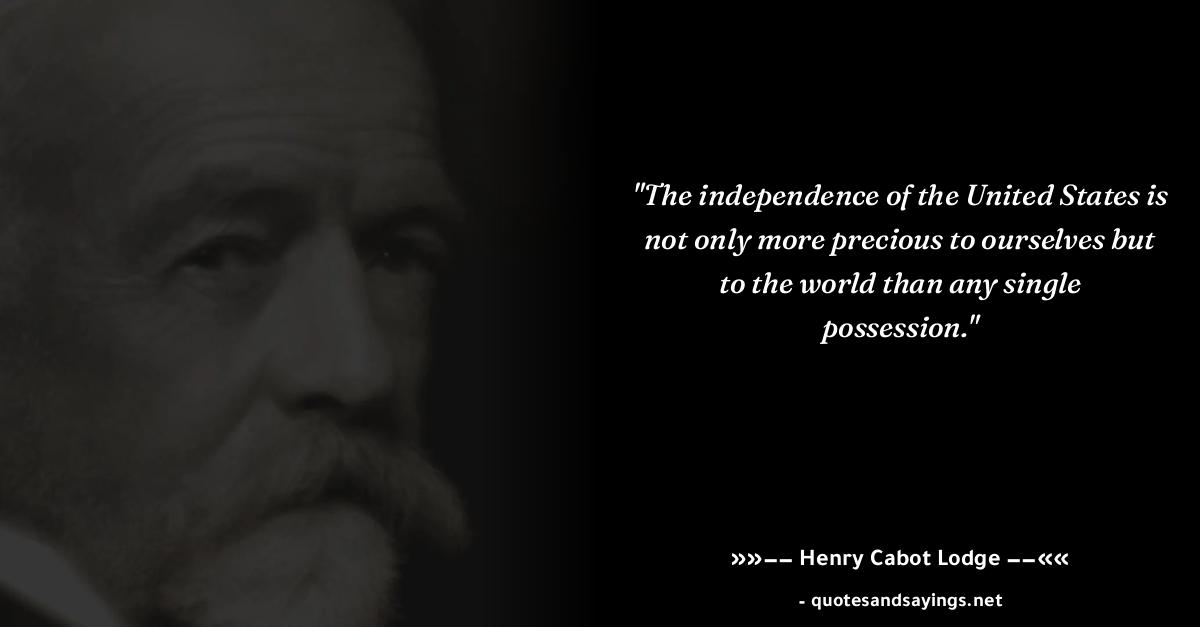 "The independence of the United States is
not only more precious to ourselves but
to the world than any single
possession."
»»−− Henry Cabot Lodge −−««
- quotesandsayings.net